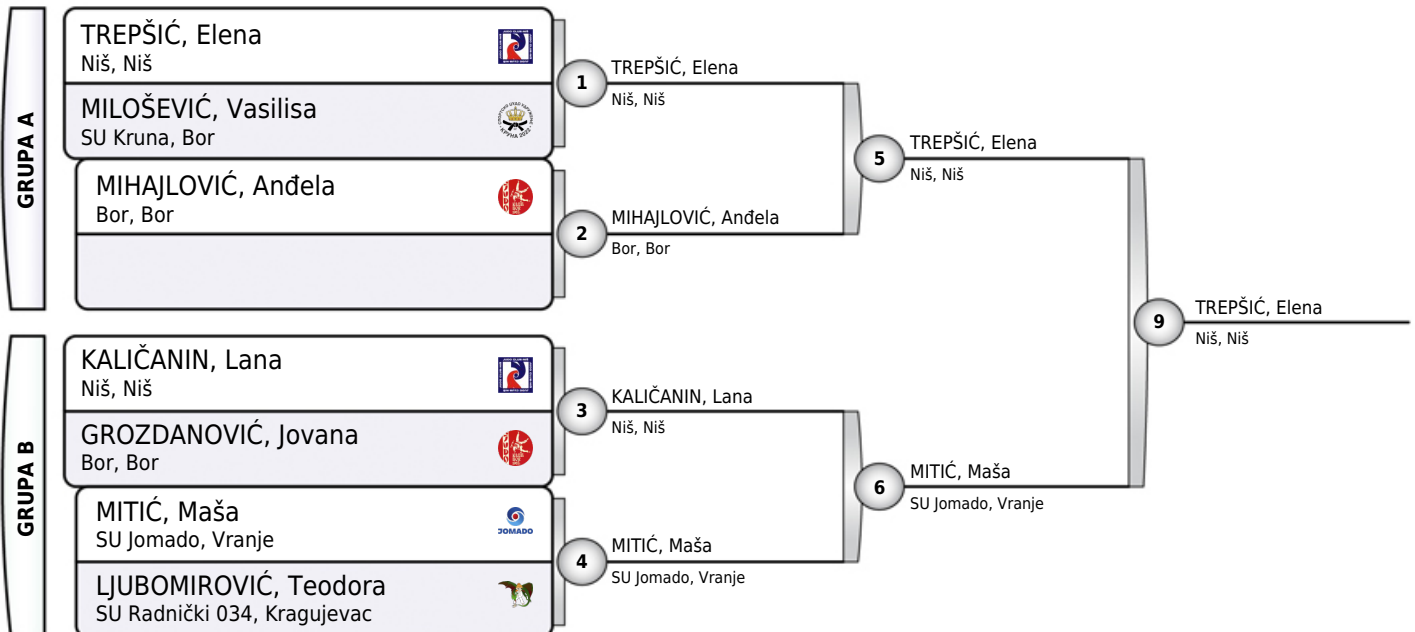 GRUPA A
TREPŠIĆ, Elena
Niš, Niš
MILOŠEVIĆ, Vasilisa
SU Kruna, Bor
MIHAJLOVIĆ, Anđela
Bor, Bor
1
TREPŠIĆ, Elena
Niš, Niš
2
MIHAJLOVIĆ, Anđela
Bor, Bor
5
TREPŠIĆ, Elena
Niš, Niš
GRUPA B
KALIČANIN, Lana
Niš, Niš
GROZDANOVIĆ, Jovana
Bor, Bor
MITIĆ, Maša
SU Jomado, Vranje
JOMADO
LJUBOMIROVIĆ, Teodora
SU Radnički 034, Kragujevac
3
KALIČANIN, Lana
Niš, Niš
4
MITIĆ, Maša
SU Jomado, Vranje
6
MITIĆ, Maša
SU Jomado, Vranje
9
TREPŠIĆ, Elena
Niš, Niš